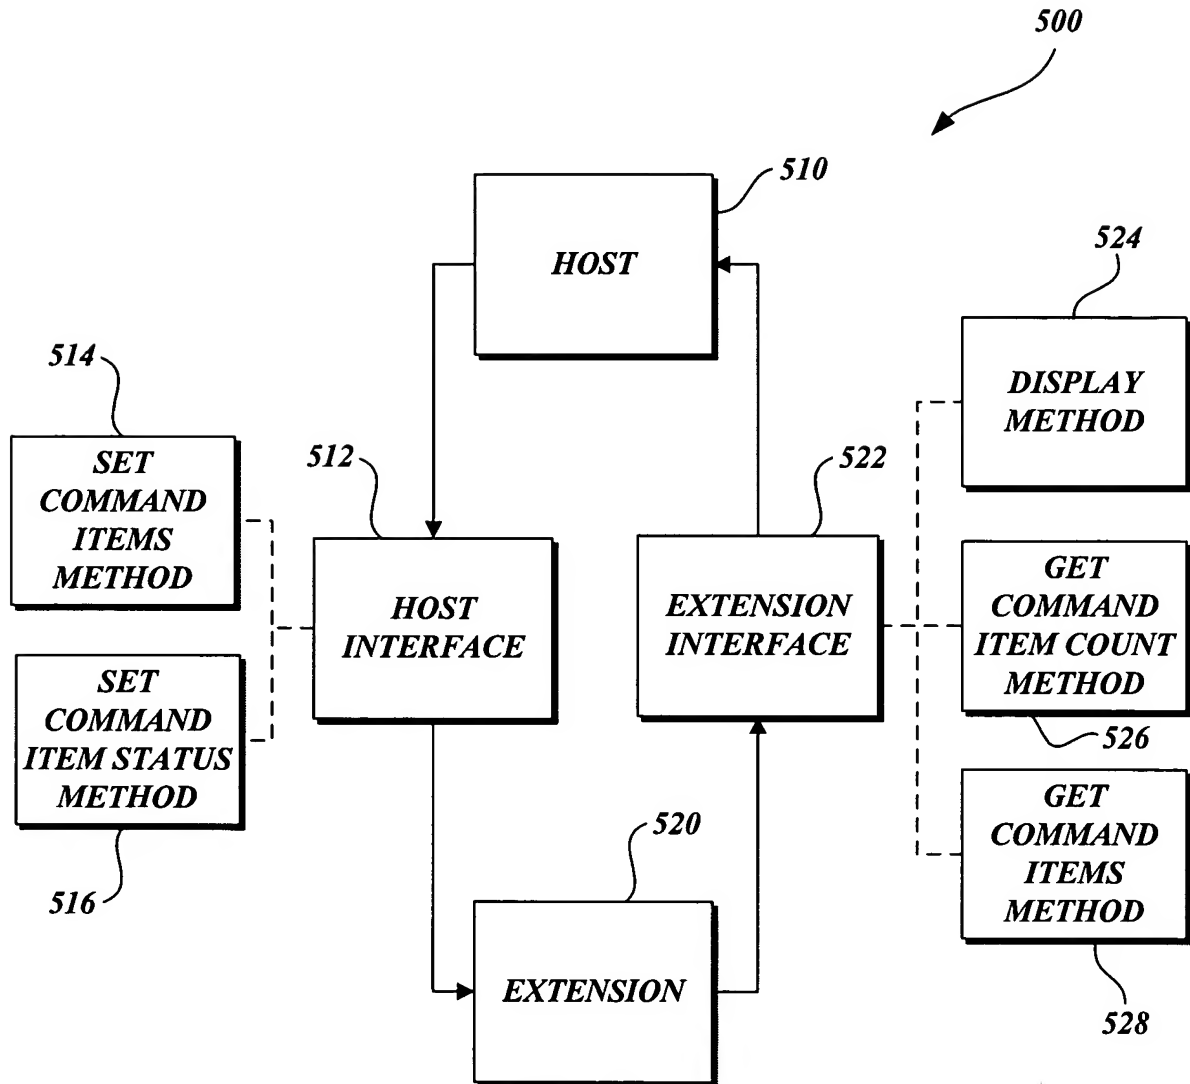 500
510
HOST
524
DISPLAY
METHOD
514
SET
COMMAND
ITEMS
METHOD
512
HOST
INTERFACE
522
EXTENSION
INTERFACE
GET
COMMAND
ITEM COUNT
METHOD
526
SET
COMMAND
ITEM STATUS
METHOD
516
520
EXTENSION
GET
COMMAND
ITEMS
METHOD
528